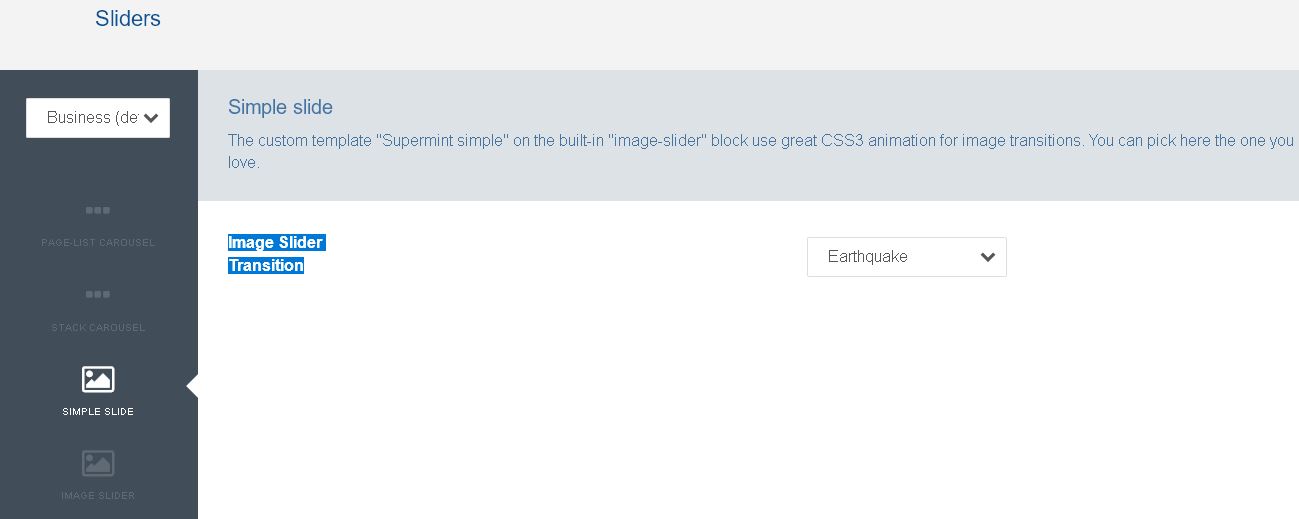 Sliders
Business (de
Simple slide
The custom template "Supermint simple" on the built-in "image-slider" block use great CSS3 animation for image transitions. You can pick here the one you
love.
PAGE-LIST CAROUSEL
STACK CAROUSEL
SIMPLE SLIDE
IMAGE SLIDER
Image Slider
Transition
Earthquake